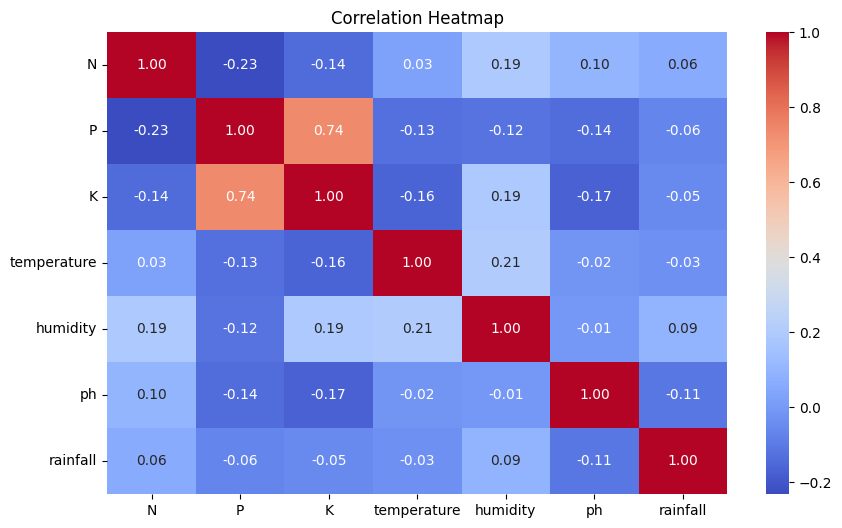 Correlation Heatmap
N 1.00 -0.23 -0.14 0.03 0.19 0.10 0.06
P -0.23 1.00 0.74 -0.13 -0.12 -0.14 -0.06
K -0.14 0.74 1.00 -0.16 0.19 -0.17 -0.05
temperature 0.03 -0.13 -0.16 1.00 0.21 -0.02 -0.03
humidity 0.19 -0.12 0.19 0.21 1.00 -0.01 0.09
ph 0.10 -0.14 -0.17 -0.02 -0.01 1.00 -0.11
rainfall 0.06 -0.06 -0.05 -0.03 0.09 -0.11 1.00
N P K temperature humidity ph rainfall
1.0
0.8
0.6
0.4
0.2
0.0
−0.2